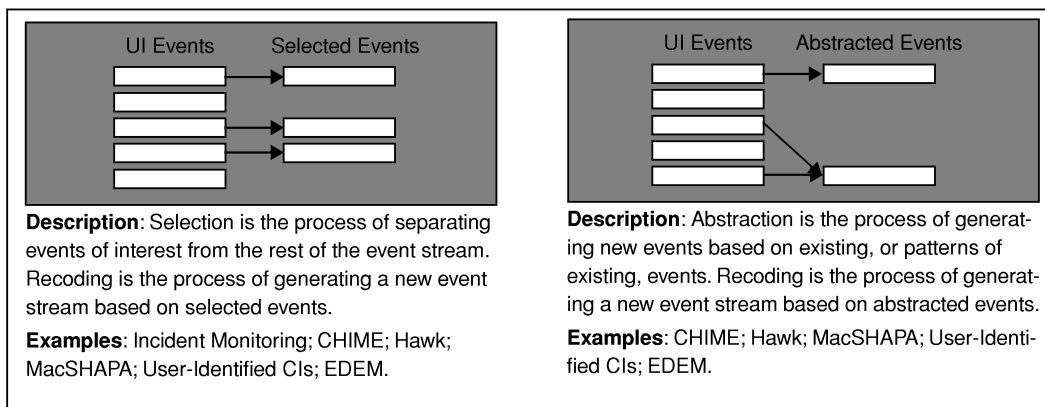 UI Events Selected Events
Description: Selection is the process of separating
events of interest from the rest of the event stream.
Recoding is the process of generating a new event
stream based on selected events.
Examples: Incident Monitoring; CHIME; Hawk;
MacSHAPA; User-Identified CIs; EDEM.
UI Events Abstracted Events
Description: Abstraction is the process of generat-
ing new events based on existing, or patterns of
existing, events. Recoding is the process of generat-
ing a new event stream based on abstracted events.
Examples: CHIME; Hawk; MacSHAPA; User-Identi-
fied CIs; EDEM.